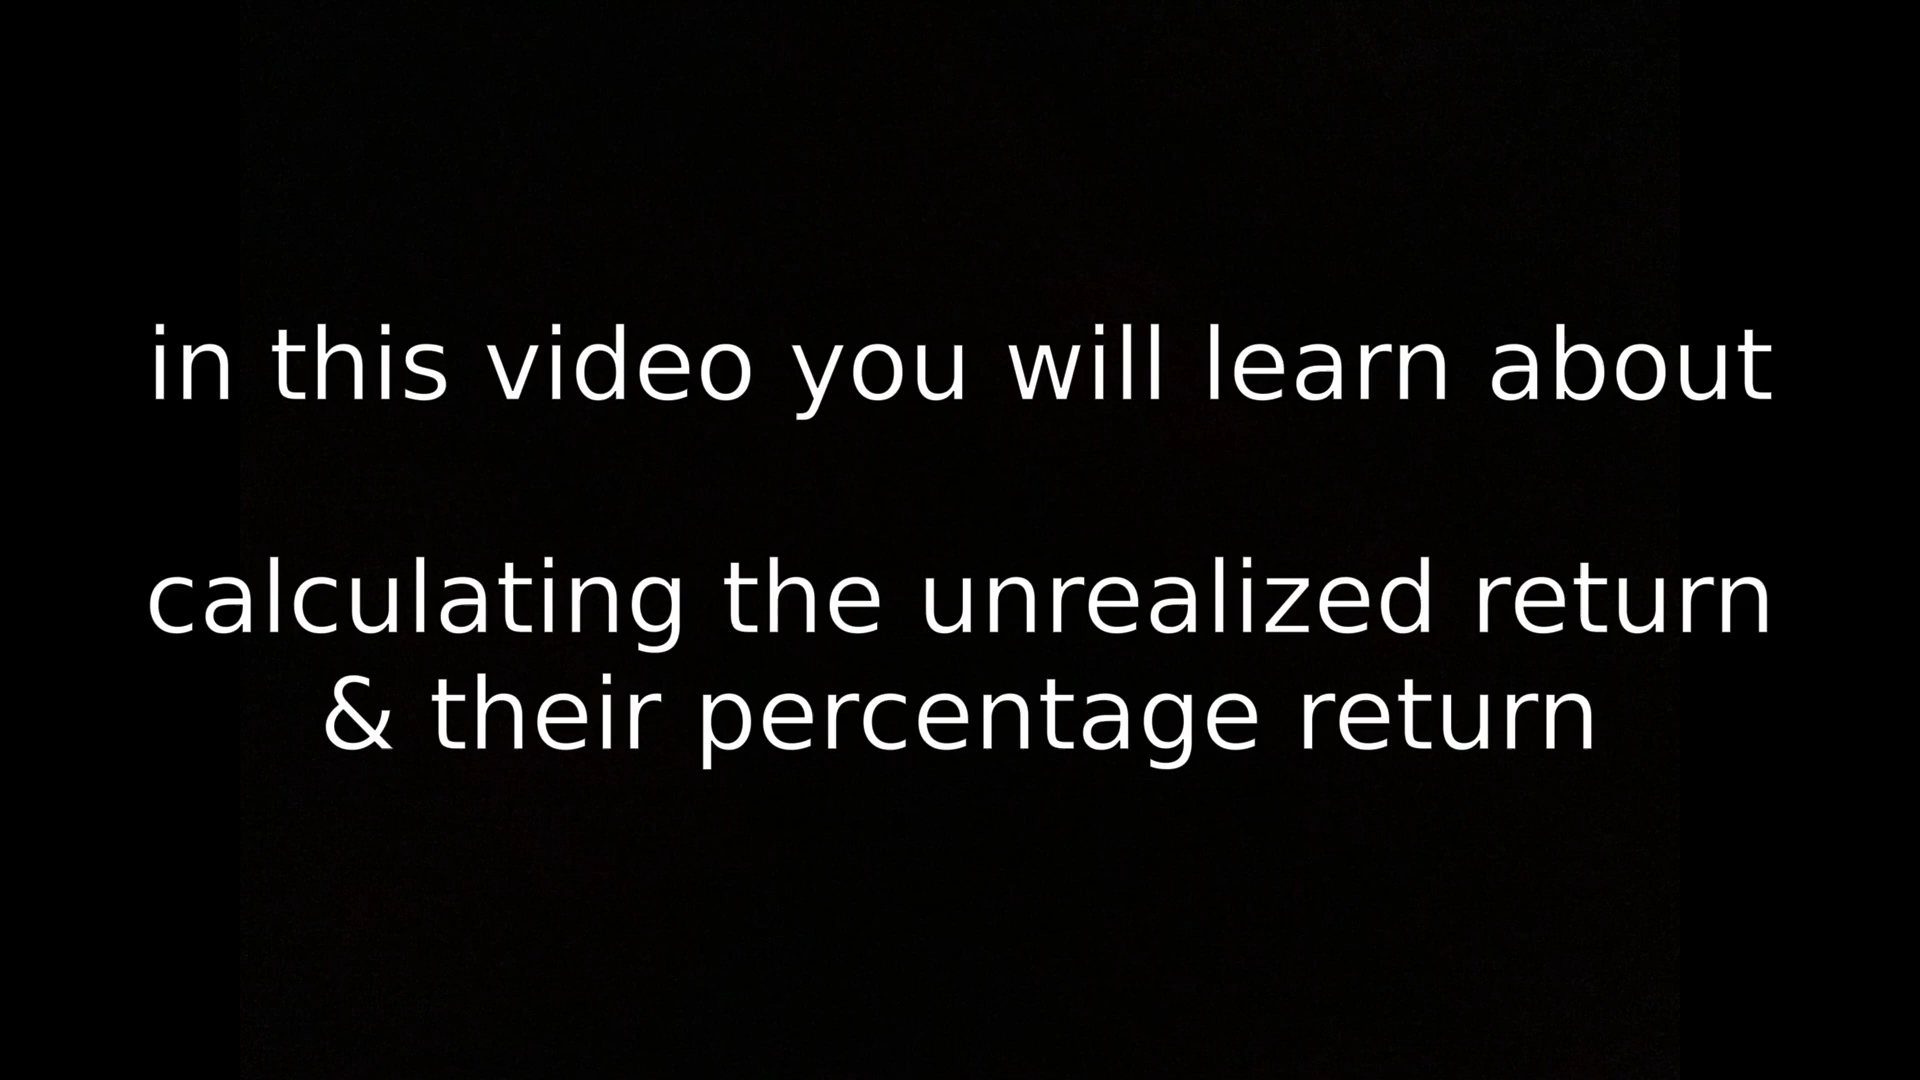 in this video you will learn about
calculating the unrealized return
& their percentage return